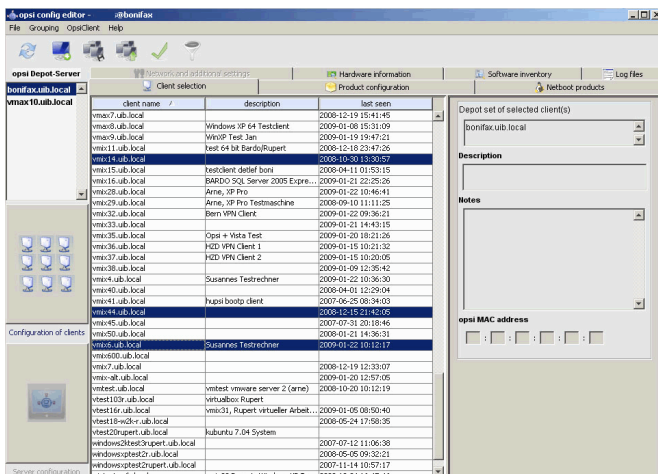 opsi config editor - @bonifax
File Grouping OpsiClient Help
opsi Depot-Server
Network and additional settings
Hardware information
Software inventory
Log files
Client selection
Product configuration
Netboot products
bonifax.uib.local
vmax10.uib.local
client name / description last seen
vmax7.uib.local 2008-12-19 15:41:45
vmax8.uib.local Windows XP 64 Testclient 2009-01-08 15:31:09
vmax9.uib.local WinXP Test Jan 2009-01-19 19:47:21
vmix11.uib.local test 64 bit Bardo/Rupert 2008-12-18 23:47:26
vmix14.uib.local 2008-10-30 13:30:57
vmix15.uib.local testclient detlef boni 2008-04-11 01:53:15
vmix16.uib.local BARDO SQL Server 2005 Expre... 2009-01-21 22:25:26
vmix28.uib.local Arne, XP Pro 2009-01-22 10:46:41
vmix29.uib.local Arne, XP Pro Testmaschine 2008-09-10 11:11:25
vmix32.uib.local Bern VPN Client 2009-01-22 09:36:21
vmix33.uib.local 2009-01-21 14:43:15
vmix35.uib.local Opsi + Vista Test 2009-01-20 18:21:26
vmix36.uib.local HZD VPN Client 1 2009-01-15 10:21:32
vmix37.uib.local HZD VPN Client 2 2009-01-15 10:20:05
vmix38.uib.local 2009-01-09 12:35:42
vmix4.uib.local Susannes Testrechner 2009-01-22 10:36:30
vmix40.uib.local 2008-04-01 12:29:04
vmix41.uib.local hupsi bootp client 2007-06-25 08:34:03
vmix44.uib.local 2008-12-15 21:42:05
vmix45.uib.local 2007-07-31 20:18:46
vmix50.uib.local 2008-01-21 14:36:31
vmix6.uib.local Susannes Testrechner 2009-01-22 10:12:17
vmix600.uib.local
vmix7.uib.local 2008-12-19 12:33:07
vmix-alt.uib.local 2009-01-20 12:57:05
vmtest.uib.local vmtest vmware server 2 (arne) 2008-10-20 10:12:19
vtest103r.uib.local virtualbox Rupert
vtest16r.uib.local vmix31, Rupert virtueller Arbeit... 2009-01-05 08:50:40
vtest18-w2k-r.uib.local 2008-05-24 17:58:35
vtest20rupert.uib.local kubuntu 7.04 System
windows2ktest3rupert.uib.local 2007-07-12 11:06:38
windowsxptest2r.uib.local 2008-05-05 09:32:21
windowsxptest2rupert.uib.local 2007-11-14 10:57:17
Configuration of clients
Server configuration
Depot set of selected client(s)
bonifax.uib.local
Description
Notes
opsi MAC address
: : : : :